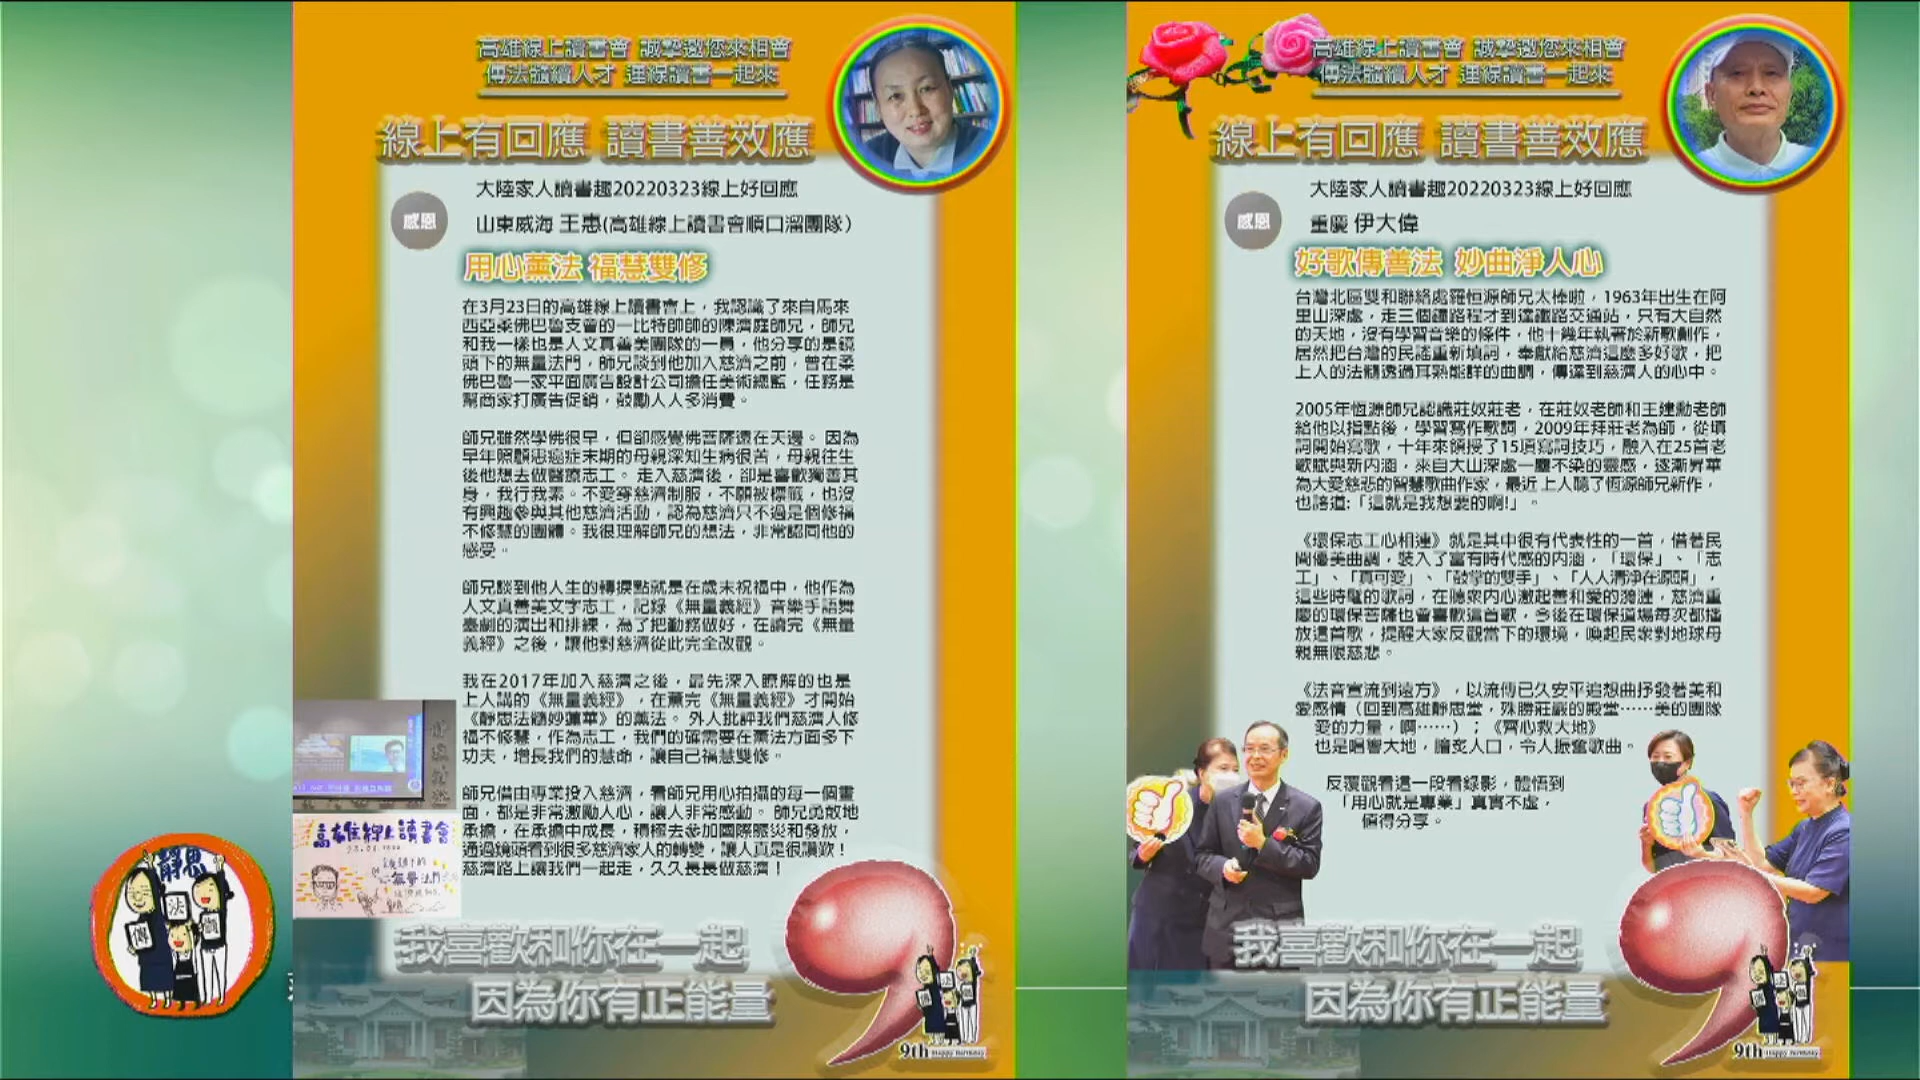 高雄線上讀書會 誠摯邀您來相會
傳法髓續人才 連線讀書一起來
線上有回應 讀書善效應
大陸家人讀書趣20220323線上好回應
感恩
山東威海 王惠(高雄線上讀書會順口溜團隊)
用心薰法 福慧雙修
在3月23日的高雄線上讀書會上，我認識了來自馬來
西亞柔佛巴魯支會的一比特帥帥的陳濟庭師兄，師兄
和我一樣也是人文真善美團隊的一員，他分享的是鏡
頭下的無量法門，師兄談到他加入慈濟之前，曾在柔
佛巴魯一家平面廣告設計公司擔任美術總監，任務是
幫商家打廣告促銷，鼓勵人人多消費。
師兄雖然學佛很早，但卻感覺佛菩薩遠在天邊。 因為
早年照顧患癌症末期的母親深知生病很苦，母親往生
後他想去做醫療志工。 走入慈濟後，卻是喜歡獨善其
身，我行我素。不愛穿慈濟制服，不願被標籤，也沒
有興趣參與其他慈濟活動，認為慈濟只不過是個修福
不修慧的團體。我很理解師兄的想法，非常認同他的
感受。
師兄談到他人生的轉捩點就是在歲末祝福中，他作為
人文真善美文字志工，記錄《無量義經》音樂手語舞
臺劇的演出和排練，為了把勤務做好，在讀完《無量
義經》之後，讓他對慈濟從此完全改觀。
我在2017年加入慈濟之後，最先深入瞭解的也是
上人講的《無量義經》，在薰完《無量義經》才開始
《靜思法髓妙蓮華》的薰法。 外人批評我們慈濟人修
福不修慧，作為志工，我們的確需要在薰法方面多下
功夫，增長我們的慧命，讓自己福慧雙修。
師兄借由專業投入慈濟，看師兄用心拍攝的每一個畫
面，都是非常激勵人心，讓人非常感動。 師兄勇敢地
承擔，在承擔中成長，積極去參加國際賑災和發放，
通過鏡頭看到很多慈濟家人的轉變，讓人真是很讚歎！
慈濟路上讓我們一起走，久久長長做慈濟！
高雄線上讀書會
無量法門
我喜歡和你在一起
因為你有正能量
9th
靜思
法
傳
高雄線上讀書會 誠摯邀您來相會
傳法髓續人才 連線讀書一起來
線上有回應 讀書善效應
大陸家人讀書趣20220323線上好回應
感恩
重慶 伊大偉
好歌傳善法 妙曲淨人心
台灣北區雙和聯絡處羅恒源師兄太棒啦，1963年出生在阿
里山深處，走三個鐘路程才到達鐵路交通站，只有大自然
的天地，沒有學習音樂的條件，他十幾年執著於新歌創作，
居然把台灣的民謠重新填詞，奉獻給慈濟這麼多好歌，把
上人的法髓透過耳熟能詳的曲調，傳達到慈濟人的心中。
2005年恆源師兄認識莊奴莊老，在莊奴老師和王建勳老師
給他以指點後，學習寫作歌詞，2009年拜莊老為師，從填
詞開始寫歌，十年來領授了15項寫詞技巧，融入在25首老
歌賦與新內涵，來自大山深處一塵不染的靈感，逐漸昇華
為大愛慈悲的智慧歌曲作家，最近上人聽了恆源師兄新作，
也讚道:「這就是我想要的啊!」。
《環保志工心相連》就是其中很有代表性的一首，借著民
間優美曲調，裝入了富有時代感的內涵，「環保」、「志
工」、「真可愛」、「鼓掌的雙手」、「人人清淨在源頭」，
這些時髦的歌詞，在聽眾內心激起善和愛的漣漪，慈濟重
慶的環保菩薩也會喜歡這首歌，今後在環保道場每次都播
放這首歌，提醒大家反觀當下的環境，喚起民眾對地球母
親無限慈悲。
《法音宣流到遠方》，以流傳已久安平追想曲抒發著美和
愛感情（回到高雄靜思堂，殊勝莊嚴的殿堂……美的團隊
愛的力量，啊……）；《齊心救大地》
也是唱響大地，膾炙人口，令人振奮歌曲。
反覆觀看這一段看錄影，體悟到
「用心就是專業」真實不虛，
值得分享。
我喜歡和你在一起
因為你有正能量
9th